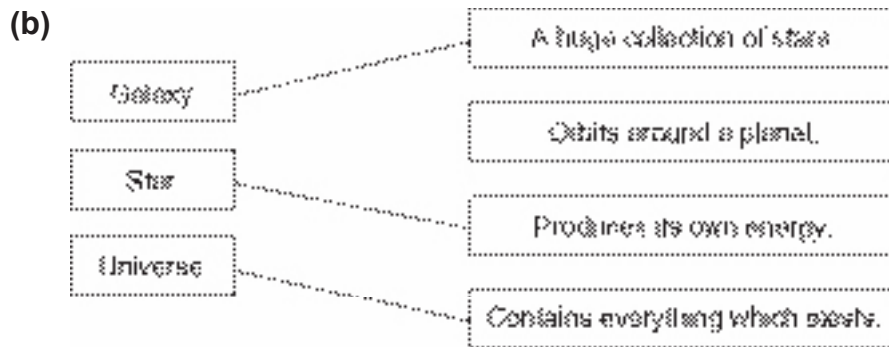 (b)
A huge collection of stars
Galaxy
Orbits around a planet.
Star
Produces its own energy.
Universe
Contains everything which exists.